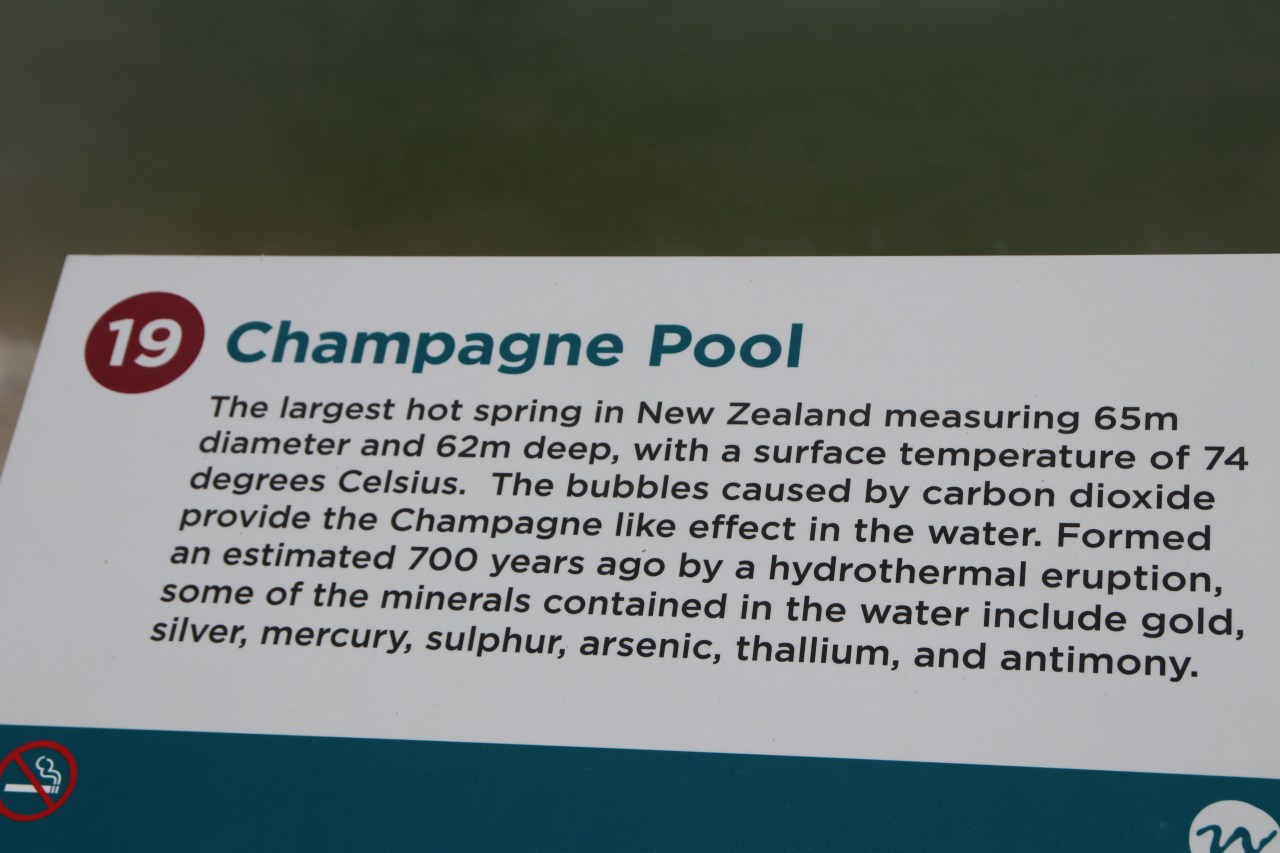 19 Champagne Pool
The largest hot spring in New Zealand measuring 65m
diameter and 62m deep, with a surface temperature of 74
degrees Celsius.  The bubbles caused by carbon dioxide
provide the Champagne like effect in the water. Formed
an estimated 700 years ago by a hydrothermal eruption,
some of the minerals contained in the water include gold,
silver, mercury, sulphur, arsenic, thallium, and antimony.